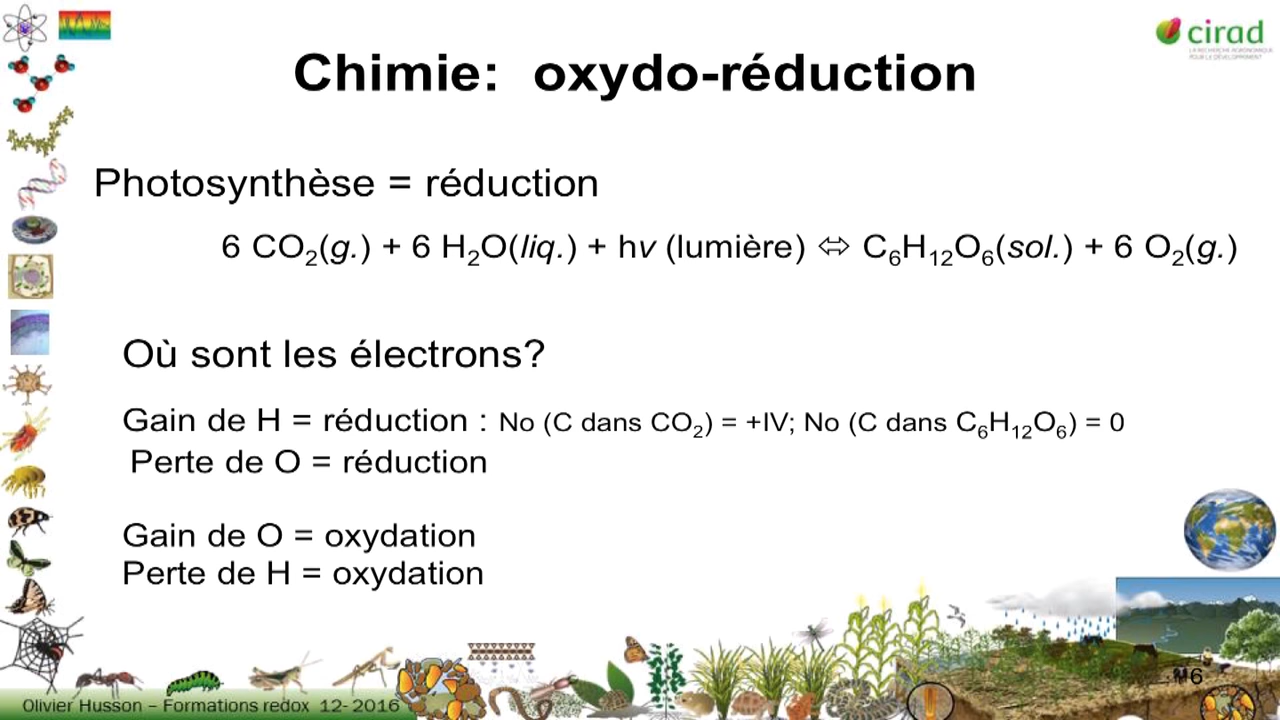 cirad
LA RECHERCHE AGRONOMIQUE
POUR LE DÉVELOPPEMENT
Chimie: oxydo-réduction
Photosynthèse = réduction
6 CO₂(g.) + 6 H₂O(liq.) + hv (lumière) ⇔ C₆H₁₂O₆(sol.) + 6 O₂(g.)
Où sont les électrons?
Gain de H = réduction : No (C dans CO₂) = +IV; No (C dans C₆H₁₂O₆) = 0
Perte de O = réduction
Gain de O = oxydation
Perte de H = oxydation
Olivier Husson – Formations redox 12- 2016